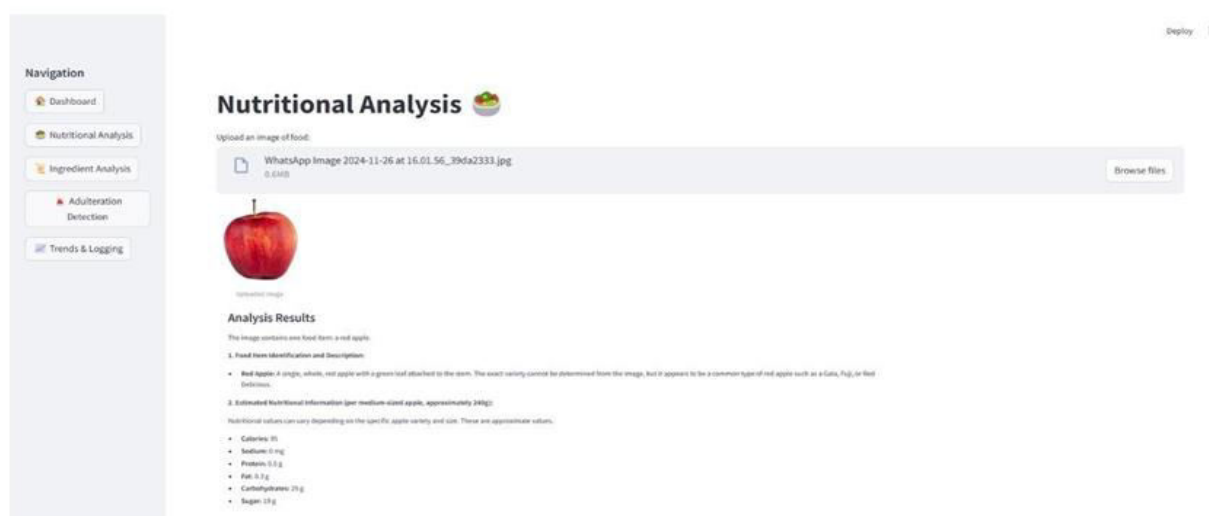 Deploy
Navigation
Dashboard
Nutritional Analysis
Ingredient Analysis
Adulteration
Detection
Trends & Logging
Nutritional Analysis
Upload an image of food:
WhatsApp Image 2024-11-26 at 16.01.56_39da2333.jpg
0.6MB
Browse files
Uploaded Image
Analysis Results
The image contains one food item: a red apple.
1. Food Item Identification and Description:
Red Apple: A single, whole, red apple with a green leaf attached to the stem. The exact variety cannot be determined from the image, but it appears to be a common type of red apple such as a Gala, Fuji, or Red
Delicious.
2. Estimated Nutritional Information (per medium-sized apple, approximately 240g):
Nutritional values can vary depending on the specific apple variety and size. These are approximate values.
Calories: 95
Sodium: 0 mg
Protein: g
Fat: 0.3 g
Carbohydrates: 25 g
Sugar: 19 g